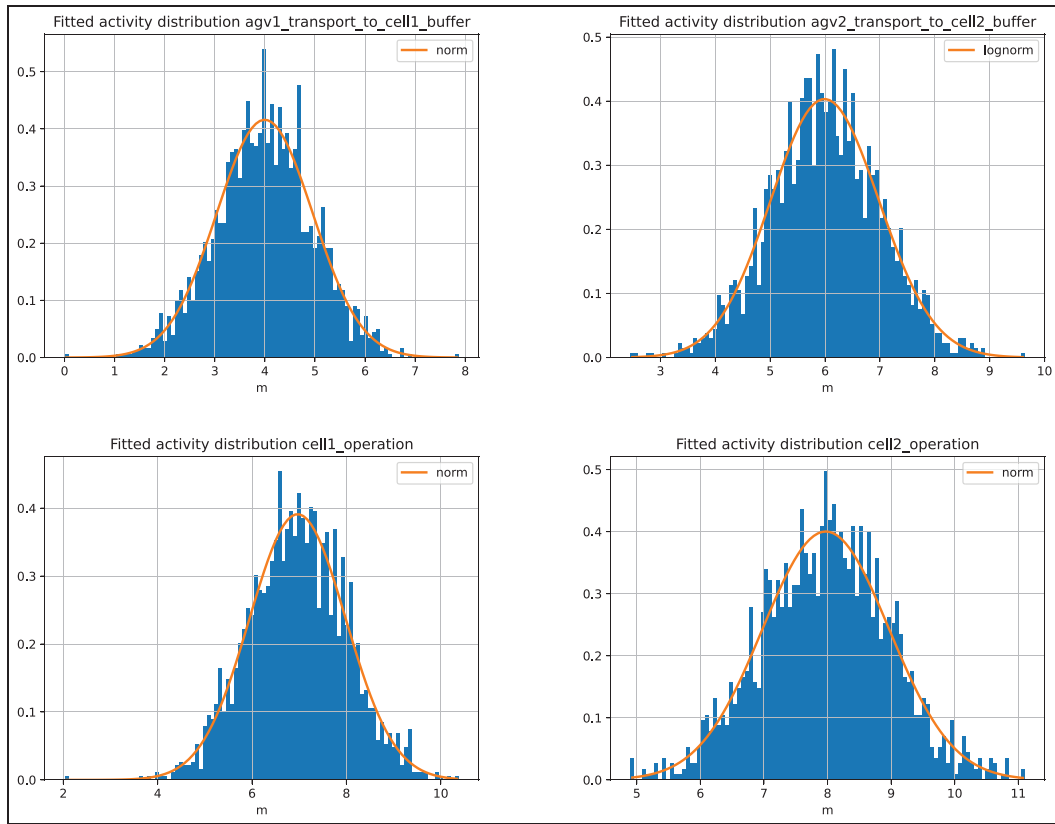 Fitted activity distribution agv1_transport_to_cell1_buffer
norm
0.5
0.4
0.3
0.2
0.1
0.0
0 1 2 3 4 5 6 7 8
m
Fitted activity distribution agv2_transport_to_cell2_buffer
lognorm
0.5
0.4
0.3
0.2
0.1
0.0
3 4 5 6 7 8 9 10
m
Fitted activity distribution cell1_operation
norm
0.4
0.3
0.2
0.1
0.0
2 4 6 8 10
m
Fitted activity distribution cell2_operation
norm
0.5
0.4
0.3
0.2
0.1
0.0
5 6 7 8 9 10 11
m